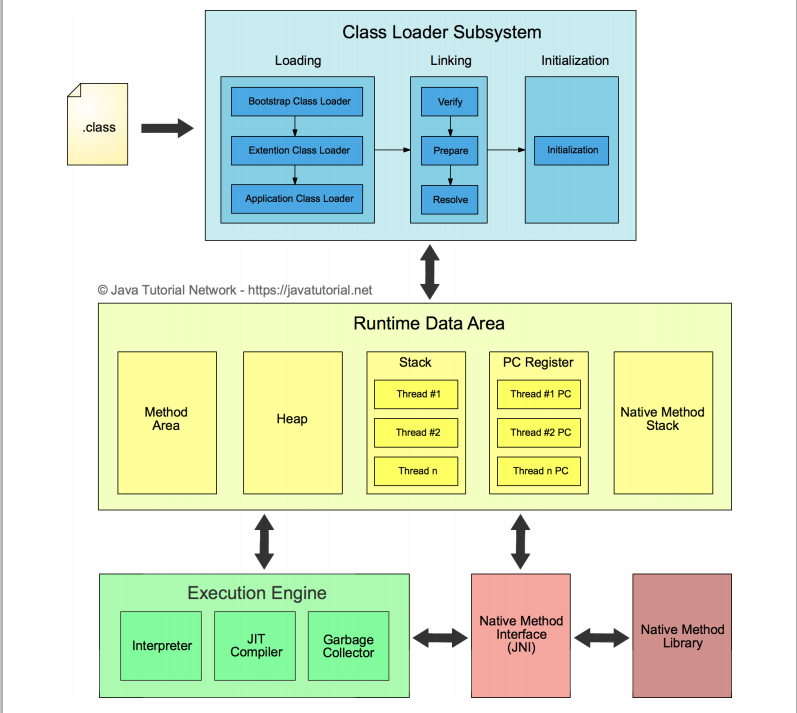 Class Loader Subsystem
Loading
Linking
Initialization
.class
Bootstrap Class Loader
Extention Class Loader
Application Class Loader
Verify
Prepare
Resolve
Initialization
© Java Tutorial Network - https://javatutorial.net
Runtime Data Area
Method
Area
Heap
Stack
Thread #1
Thread #2
Thread n
PC Register
Thread #1 PC
Thread #2 PC
Thread n PC
Native Method
Stack
Execution Engine
Interpreter
JIT
Compiler
Garbage
Collector
Native Method
Interface
(JNI)
Native Method
Library